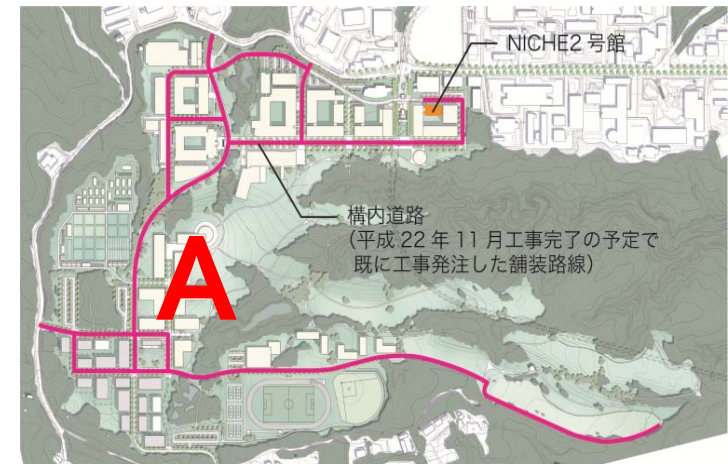 NICHE2 号館
構内道路
（平成 22 年 11 月工事完了の予定で
既に工事発注した舗装路線）
A